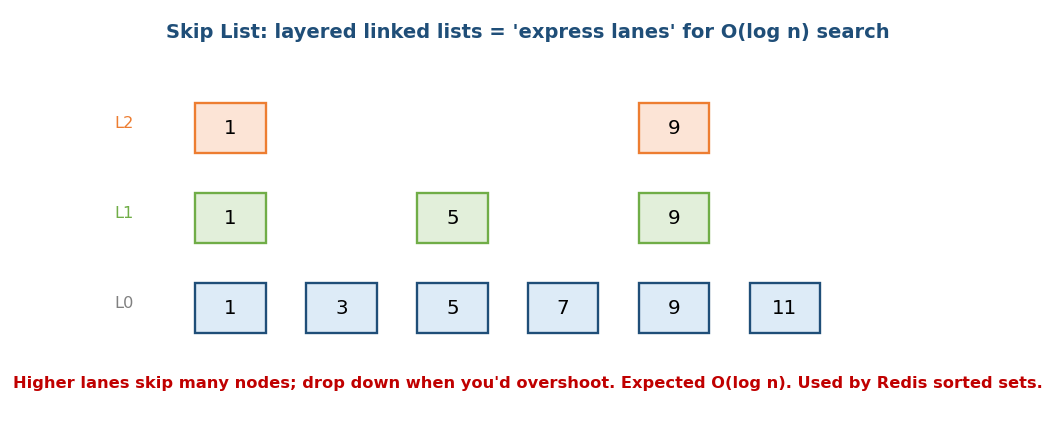 Skip List: layered linked lists = 'express lanes' for O(log n) search
L2 1 9
L1 1 5 9
L0 1 3 5 7 9 11
Higher lanes skip many nodes; drop down when you'd overshoot. Expected O(log n). Used by Redis sorted sets.